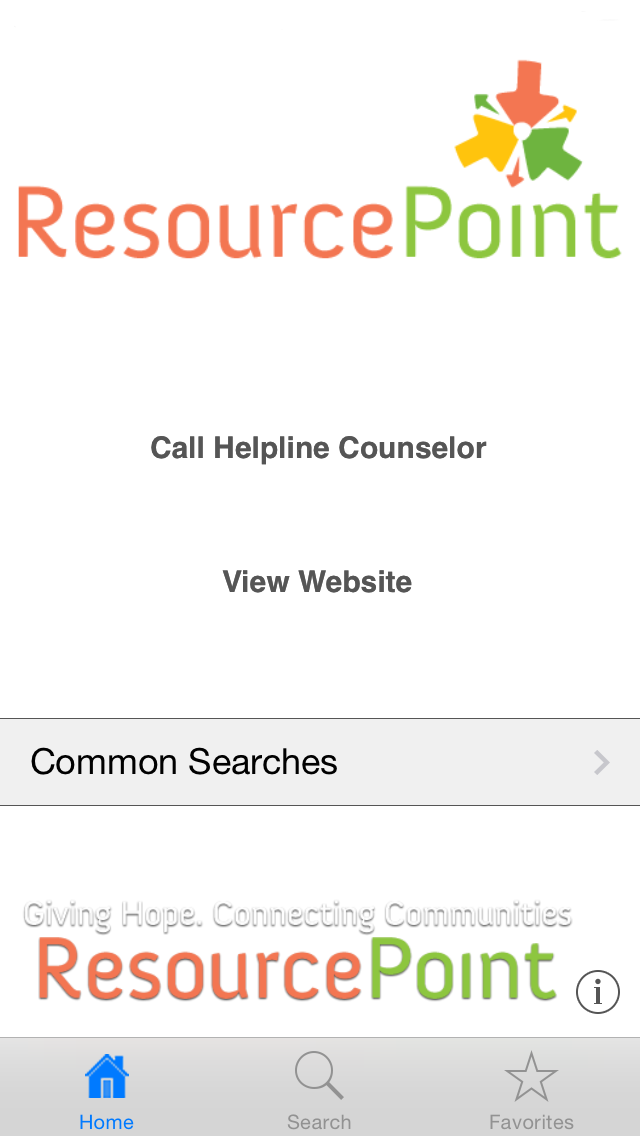 ResourcePoint
Call Helpline Counselor
View Website
Common Searches
Giving Hope. Connecting Communities
ResourcePoint
i
Home
Search
Favorites